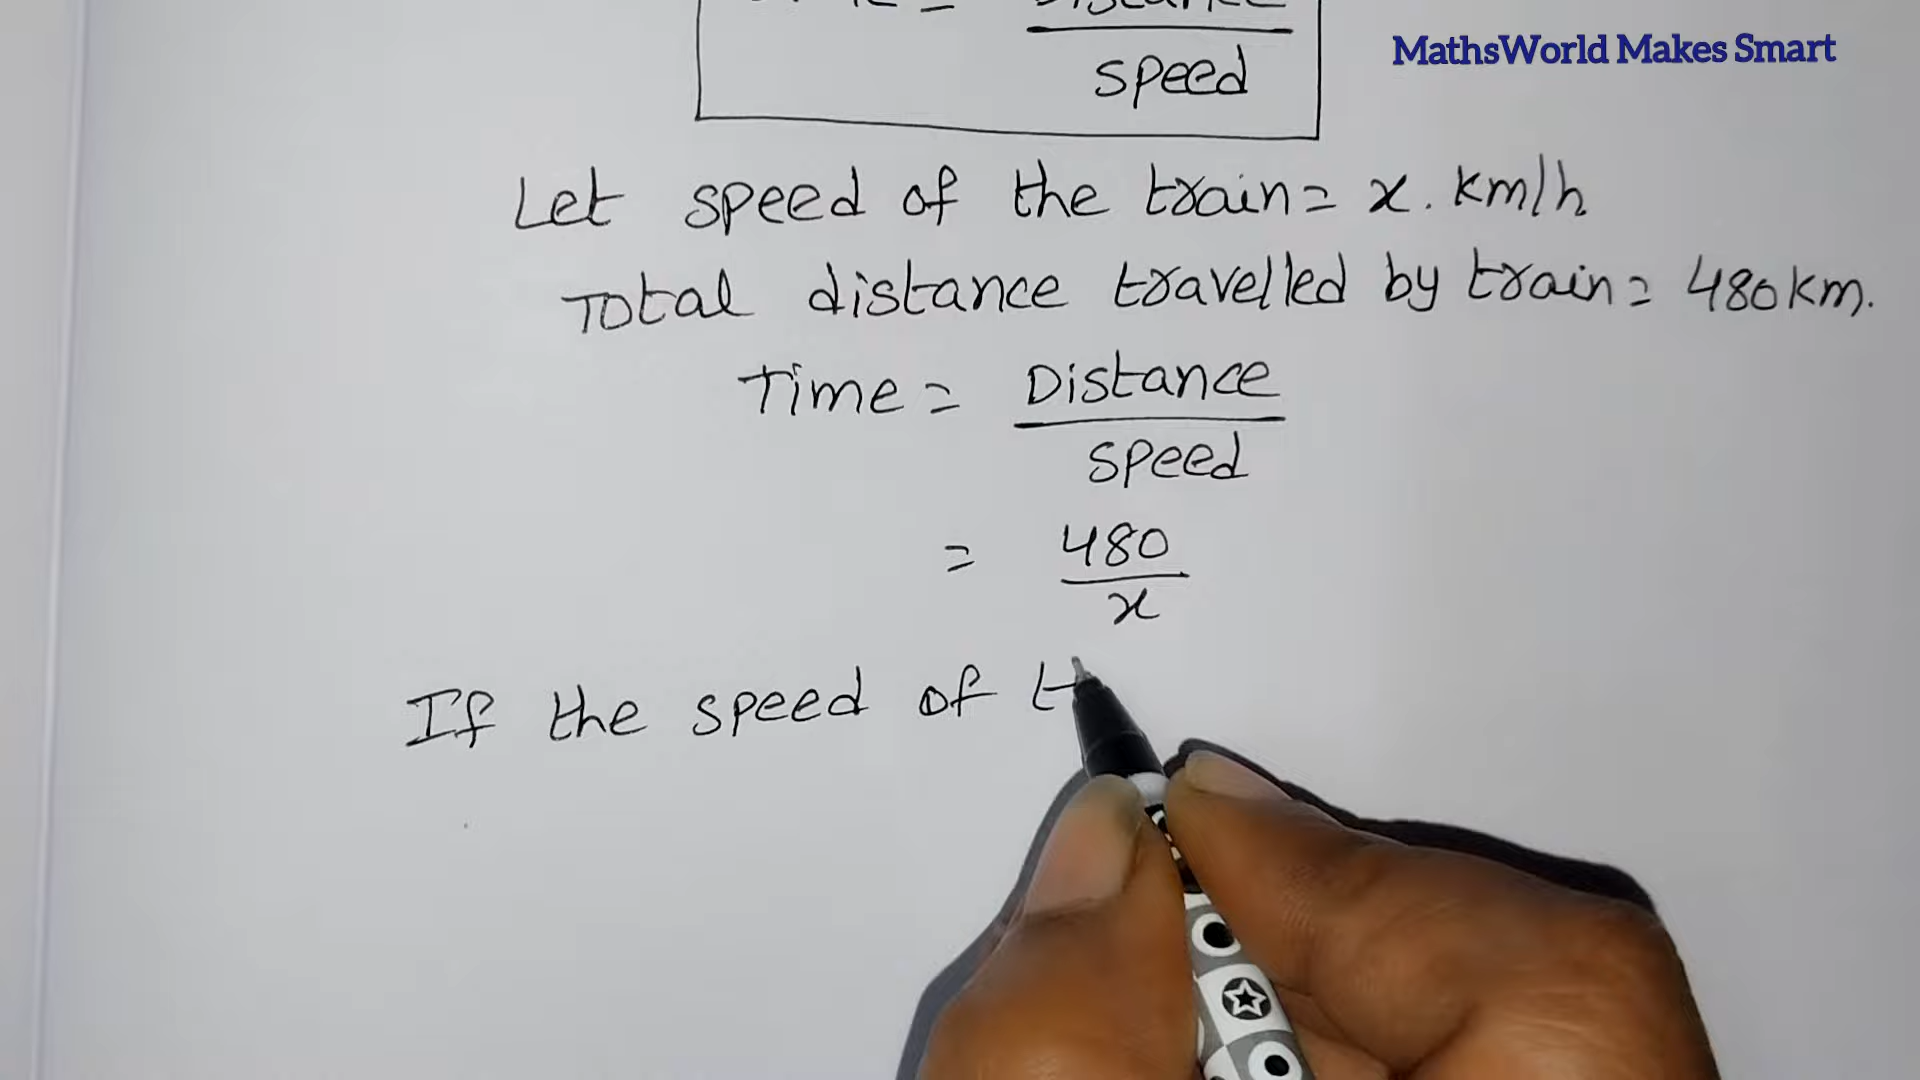 Distance
speed
MathsWorld Makes Smart
Let speed of the train = x. km/h
Total distance travelled by train = 480 km.
Time = Distance
speed
= 480
x
If the speed of t